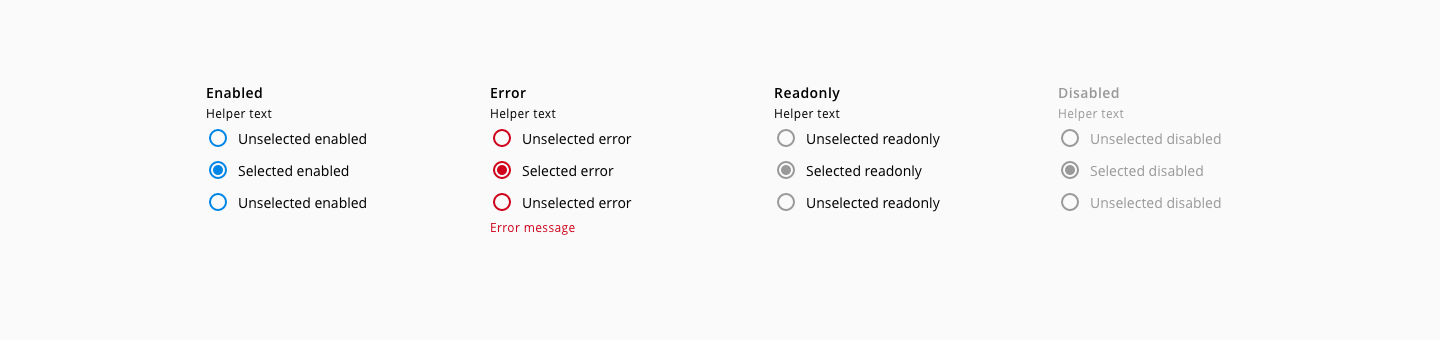 Enabled
Helper text
Unselected enabled
Selected enabled
Unselected enabled
Error
Helper text
Unselected error
Selected error
Unselected error
Error message
Readonly
Helper text
Unselected readonly
Selected readonly
Unselected readonly
Disabled
Helper text
Unselected disabled
Selected disabled
Unselected disabled